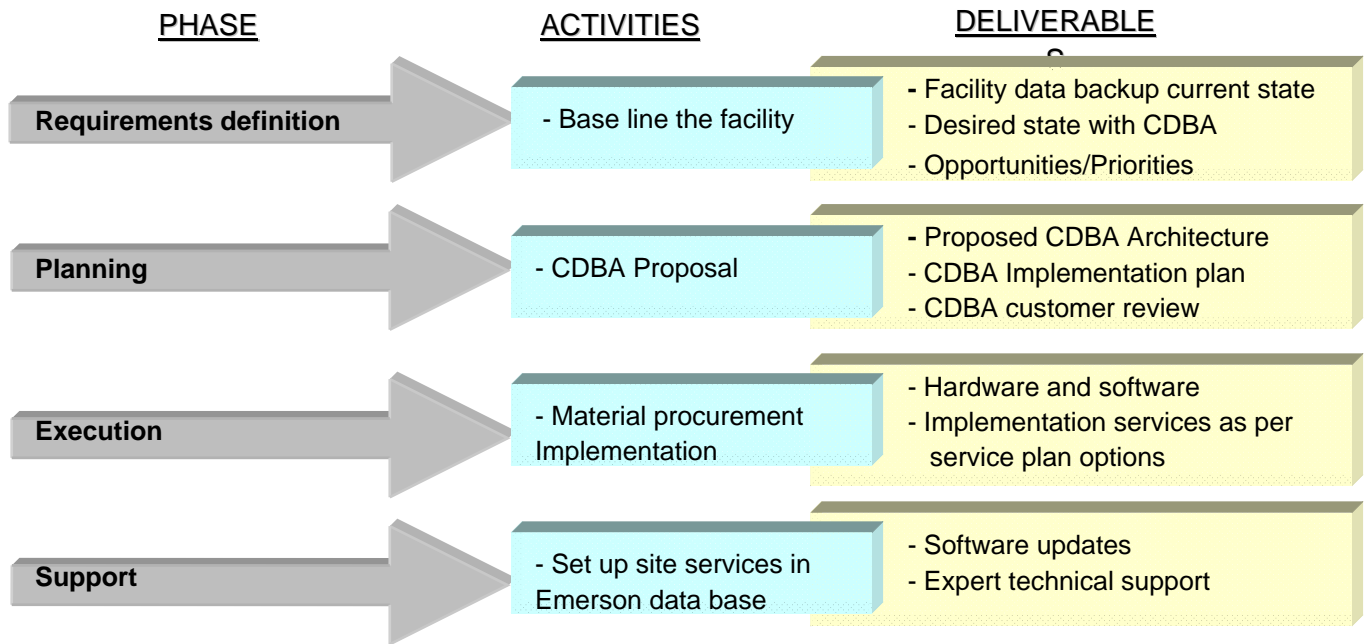 PHASE
ACTIVITIES
DELIVERABLE
S
Requirements definition
- Base line the facility
- Facility data backup current state
- Desired state with CDBA
- Opportunities/Priorities
Planning
- CDBA Proposal
- Proposed CDBA Architecture
- CDBA Implementation plan
- CDBA customer review
Execution
- Material procurement
Implementation
- Hardware and software
- Implementation services as per
service plan options
Support
- Set up site services in
Emerson data base
- Software updates
- Expert technical support